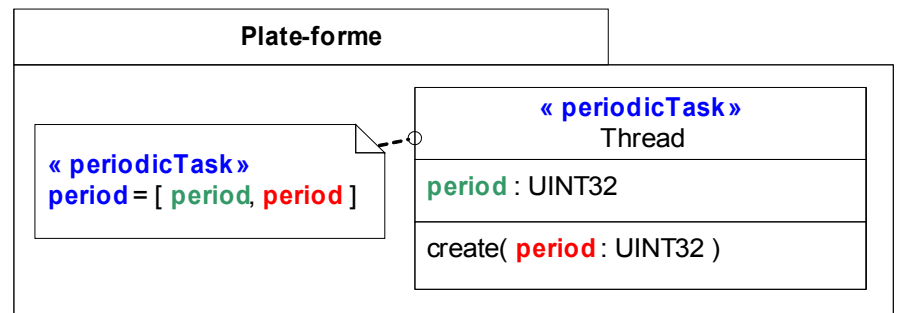 Plate-forme
« periodicTask»
Thread
« periodicTask»
period = [ period, period ]
period : UINT32
create( period : UINT32 )